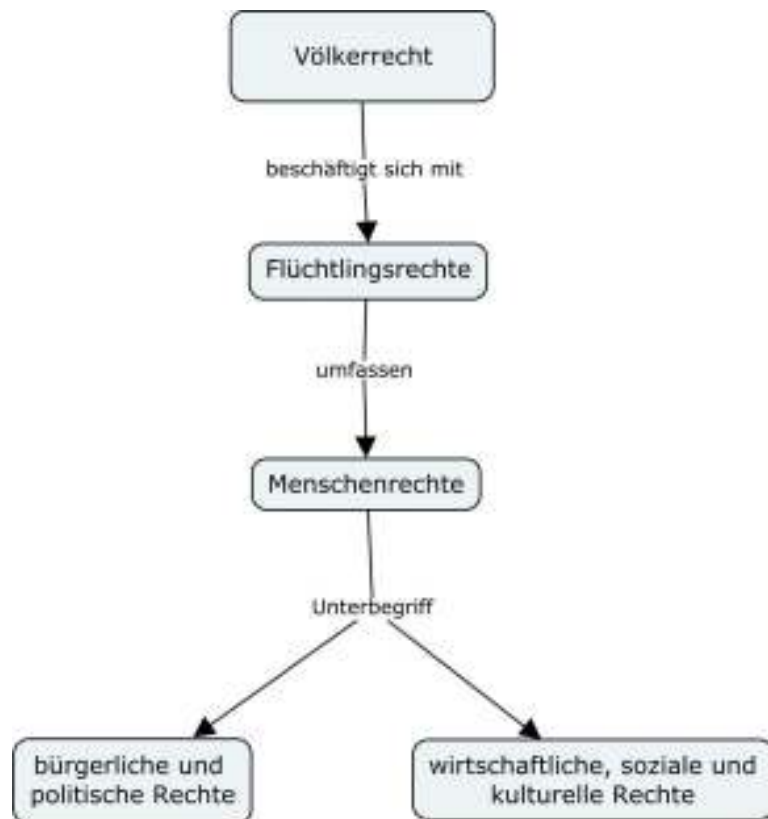 Völkerrecht
beschäftigt sich mit
Flüchtlingsrechte
umfassen
Menschenrechte
Unterbegriff
bürgerliche und
politische Rechte
wirtschaftliche, soziale und
kulturelle Rechte